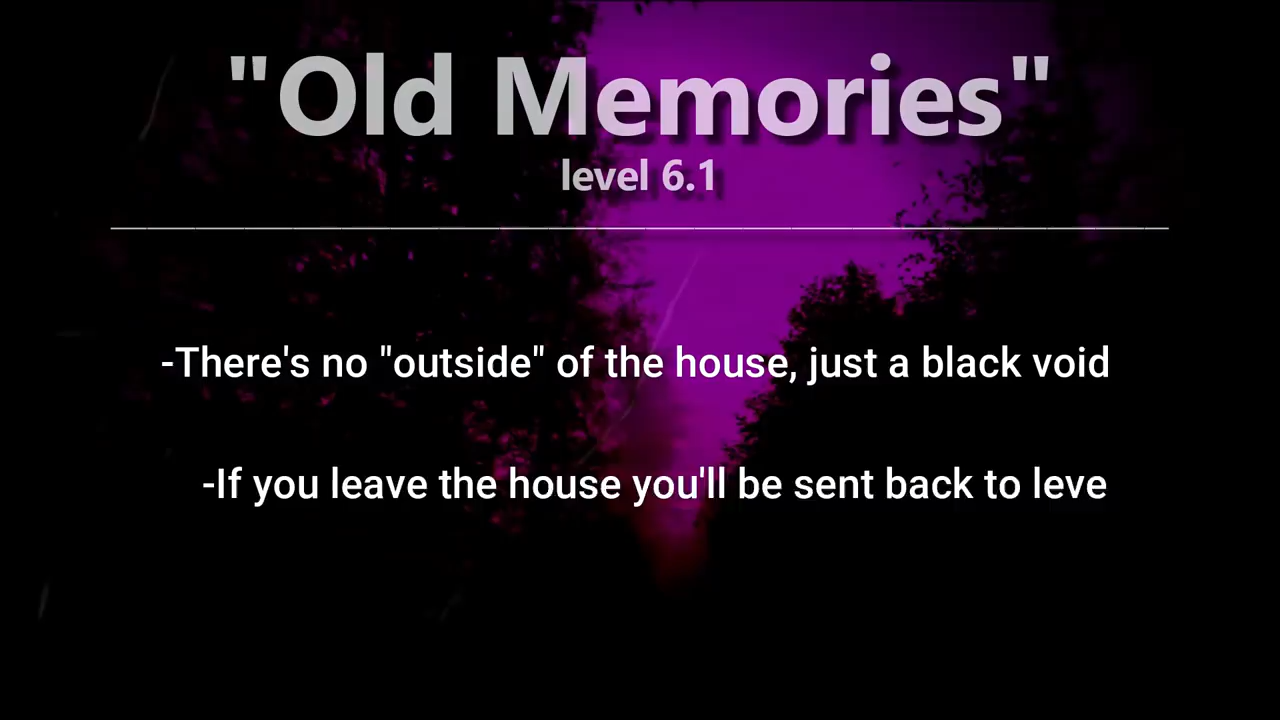 "Old Memories"
level 6.1
-There's no "outside" of the house, just a black void
-If you leave the house you'll be sent back to leve